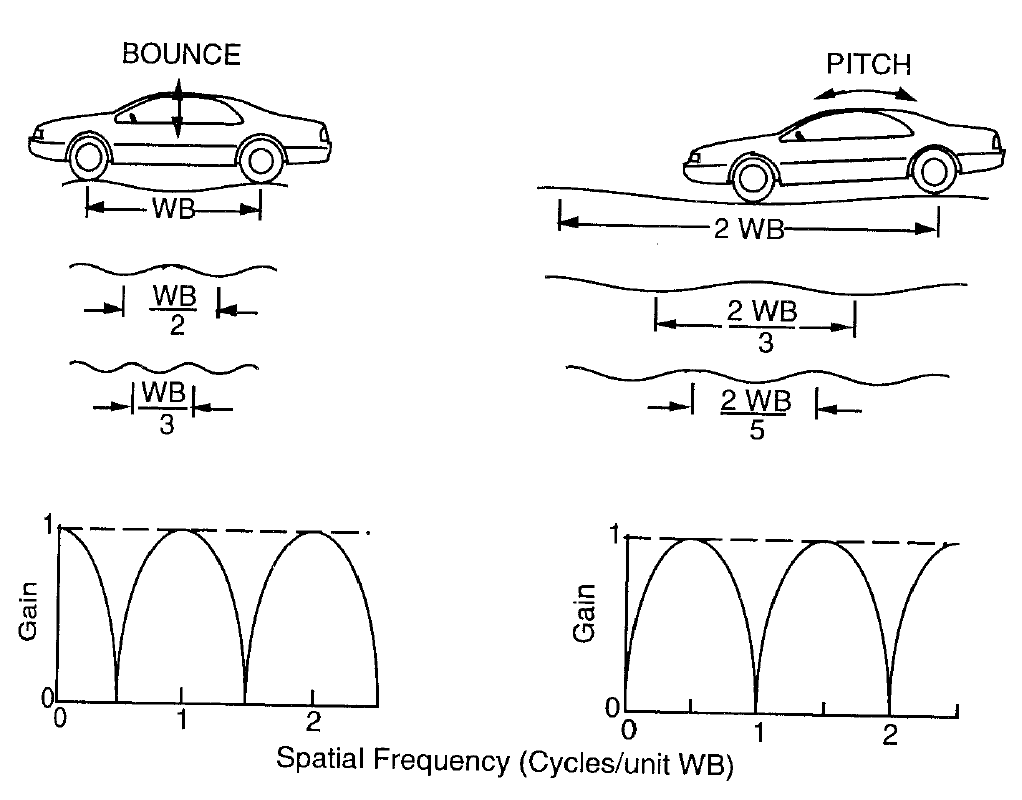 BOUNCE
WB
WB
2
WB
3
PITCH
2 WB
2 WB
3
2 WB
5
1
Gain
0
0
1
2
1
Gain
0
0
1
2
Spatial Frequency (Cycles/unit WB)